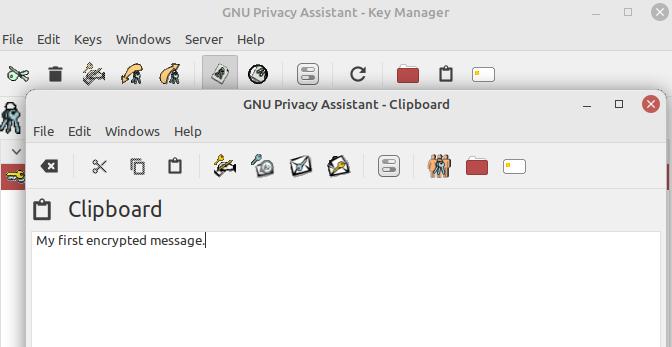 GNU Privacy Assistant - Key Manager
File Edit Keys Windows Server Help
GNU Privacy Assistant - Clipboard
File Edit Windows Help
Clipboard
My first encrypted message.